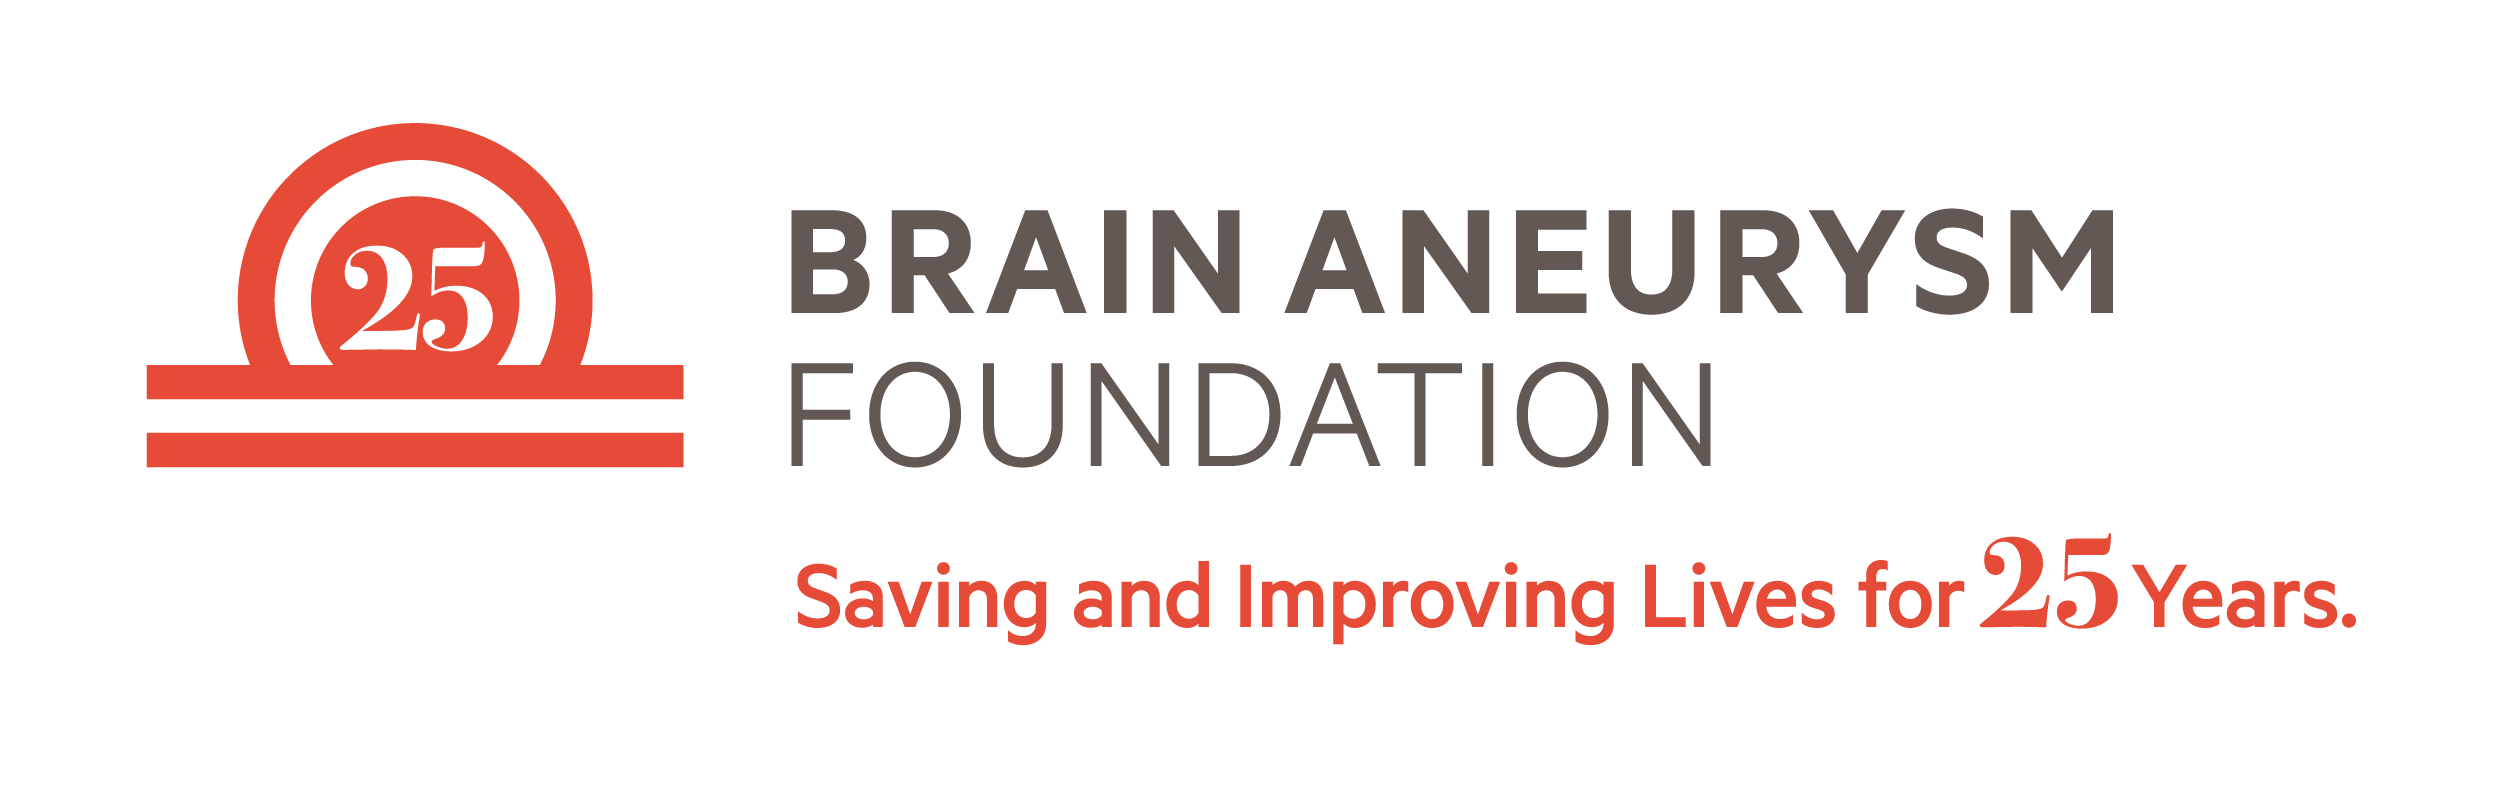 25
BRAIN ANEURYSM
FOUNDATION
Saving and Improving Lives for 25 Years.